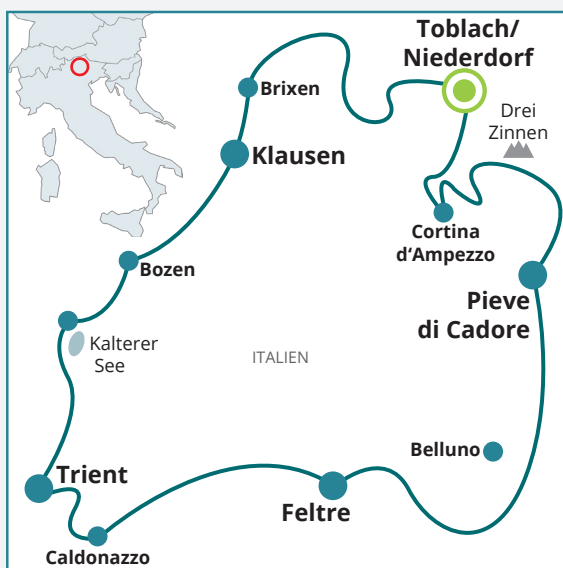 Toblach/
Niederdorf
Brixen
Drei
Zinnen
Klausen
Cortina
d’Ampezzo
Bozen
Pieve
di Cadore
Kalterer
See
ITALIEN
Belluno
Trient
Feltre
Caldonazzo